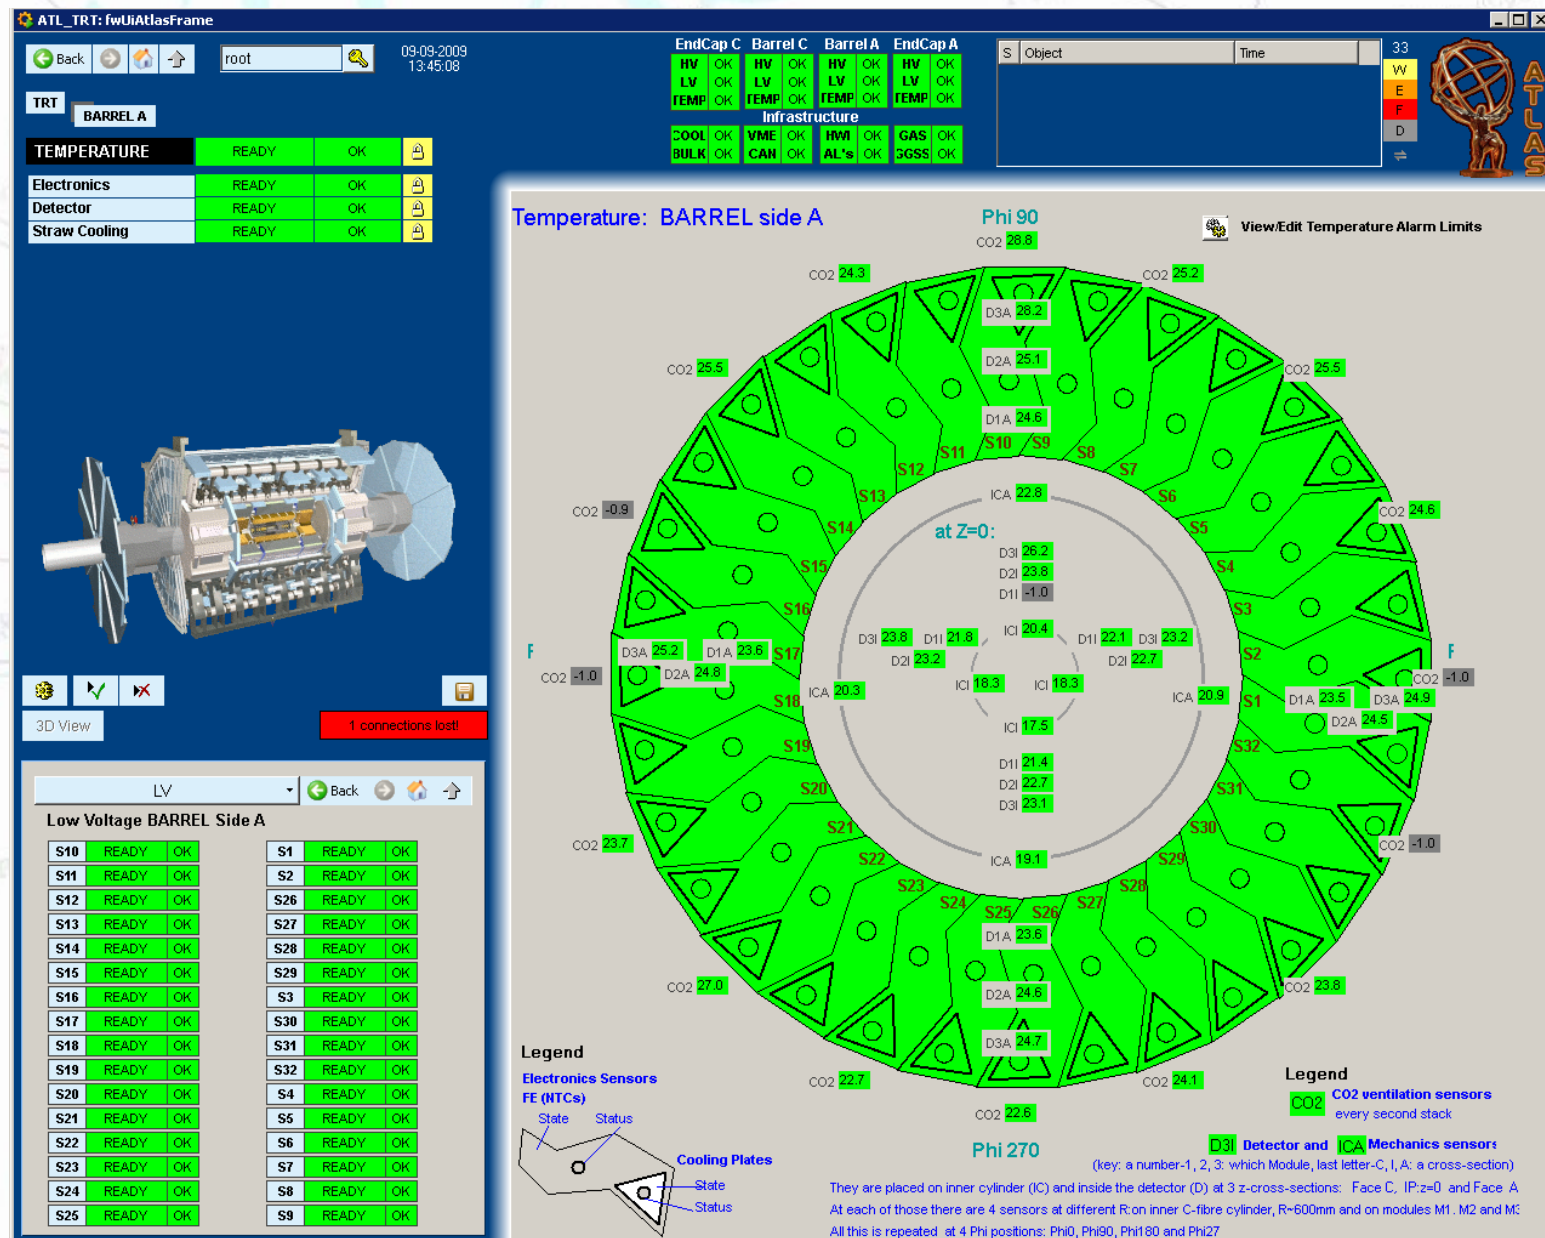 ATL_TRT: fwUiAtlasFrame
Back
root
09-09-2009
13:45:08
EndCap C Barrel C Barrel A EndCap A
HV OK HV OK HV OK HV OK
LV OK LV OK LV OK LV OK
TEMP OK TEMP OK TEMP OK TEMP OK
Infrastructure
COOL OK VME OK HWI OK GAS OK
BULK OK CAN OK AL's OK GGSS OK
S Object Time
33
W
E
F
D
ATLAS
TRT
BARREL A
TEMPERATURE READY OK
Electronics READY OK
Detector READY OK
Straw Cooling READY OK
3D View
1 connections lost!
LV
Back
Low Voltage BARREL Side A
S10 READY OK S1 READY OK
S11 READY OK S2 READY OK
S12 READY OK S26 READY OK
S13 READY OK S27 READY OK
S14 READY OK S28 READY OK
S15 READY OK S29 READY OK
S16 READY OK S3 READY OK
S17 READY OK S30 READY OK
S18 READY OK S31 READY OK
S19 READY OK S32 READY OK
S20 READY OK S4 READY OK
S21 READY OK S5 READY OK
S22 READY OK S6 READY OK
S23 READY OK S7 READY OK
S24 READY OK S8 READY OK
S25 READY OK S9 READY OK
Temperature: BARREL side A
Phi 90
View/Edit Temperature Alarm Limits
CO2 28.8
CO2 24.3
CO2 25.2
D3A 28.2
D2A 25.1
CO2 25.5
CO2 25.5
D1A 24.6
S11 S10 S9 S8
S12 S7
S13 S6
S14 S5
S15 S4
S16 S3
S17 S2
S18 S1
S19 S32
S20 S31
S21 S30
S22 S29
S23 S28
S24 S25 S26 S27
ICA 22.8
CO2 -0.9
CO2 24.6
at Z=0:
D3I 26.2
D2I 23.8
D1I -1.0
ICI 20.4
D3I 23.8 D1I 21.8
D1I 22.1 D3I 23.2
D2I 23.2
D2I 22.7
F
F
D3A 25.2 D1A 23.6
D2A 24.8
CO2 -1.0
CO2 -1.0
ICI 18.3 ICI 18.3
ICA 20.3
ICA 20.9
D1A 23.5 D3A 24.9
D2A 24.5
ICI 17.5
D1I 21.4
D2I 22.7
D3I 23.1
CO2 23.7
CO2 -1.0
ICA 19.1
D1A 23.6
CO2 27.0
CO2 23.8
D2A 24.6
D3A 24.7
CO2 22.7
CO2 24.1
CO2 22.6
Phi 270
Legend
Electronics Sensors
FE (NTCs)
State Status
Cooling Plates
State
Status
Legend
CO2 CO2 ventilation sensors
every second stack
D3I Detector and ICA Mechanics sensors
(key: a number-1, 2, 3: which Module, last letter-C, I, A: a cross-section)
They are placed on inner cylinder (IC) and inside the detector (D) at 3 z-cross-sections: Face C, IP:z=0 and Face A
At each of those there are 4 sensors at different R:on inner C-fibre cylinder, R~600mm and on modules M1. M2 and M3
All this is repeated at 4 Phi positions: Phi0, Phi90, Phi180 and Phi27